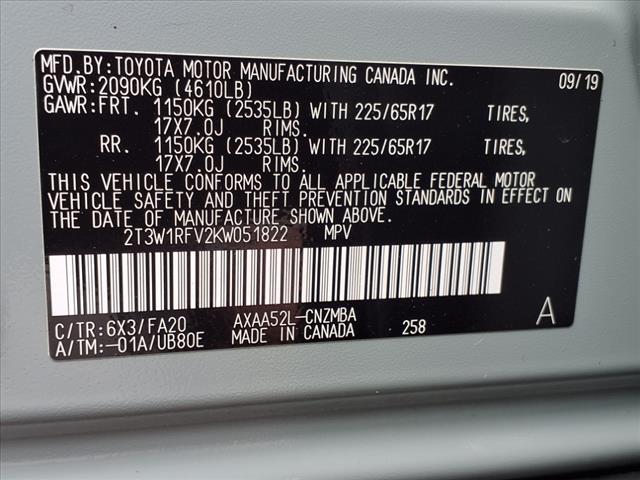 MFD.BY:TOYOTA MOTOR MANUFACTURING CANADA INC.
GVWR:2090KG (4610LB) 09/19
GAWR:FRT. 1150KG (2535LB) WITH 225/65R17 TIRES,
17X7.0J RIMS.
RR. 1150KG (2535LB) WITH 225/65R17 TIRES,
17X7.0J RIMS.
THIS VEHICLE CONFORMS TO ALL APPLICABLE FEDERAL MOTOR
VEHICLE SAFETY AND THEFT PREVENTION STANDARDS IN EFFECT ON
THE DATE OF MANUFACTURE SHOWN ABOVE.
2T3W1RFV2KW051822 MPV
C/TR:6X3/FA20 AXAA52L-CNZMBA
A/TM:-01A/UB80E MADE IN CANADA 258 A